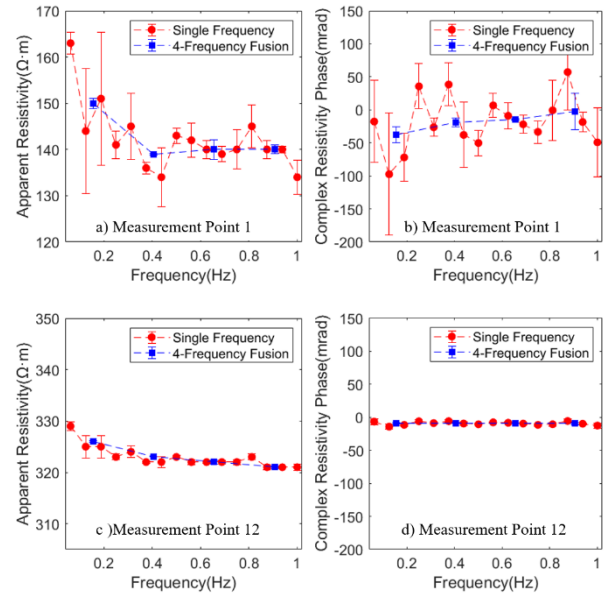 170
160
150
140
130
120
Apparent Resistivity(Ω·m)
Single Frequency
4-Frequency Fusion
a) Measurement Point 1
0.2 0.4 0.6 0.8 1
Frequency(Hz)
150
100
50
0
-50
-100
-150
-200
Complex Resistivity Phase(mrad)
Single Frequency
4-Frequency Fusion
b) Measurement Point 1
0.2 0.4 0.6 0.8 1
Frequency(Hz)
350
340
330
320
310
Apparent Resistivity(Ω·m)
Single Frequency
4-Frequency Fusion
c )Measurement Point 12
0.2 0.4 0.6 0.8 1
Frequency(Hz)
150
100
50
0
-50
-100
-150
-200
Complex Resistivity Phase(mrad)
Single Frequency
4-Frequency Fusion
d) Measurement Point 12
0.2 0.4 0.6 0.8 1
Frequency(Hz)